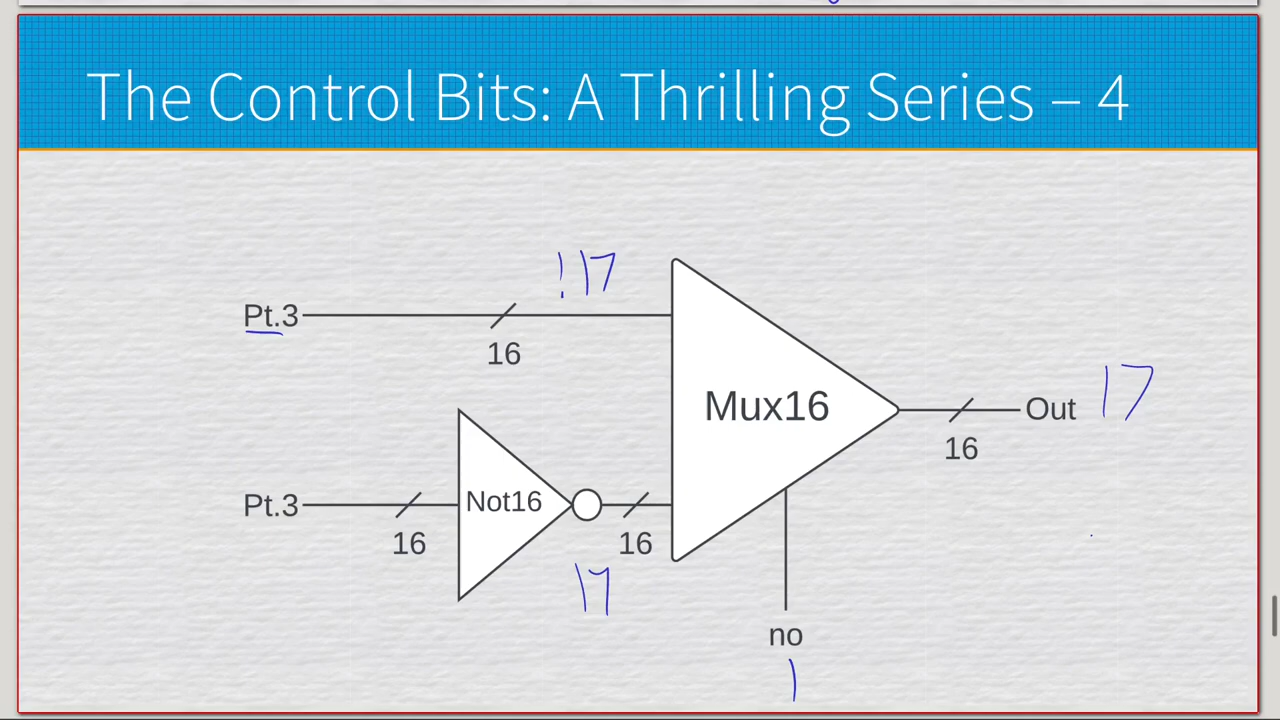 The Control Bits: A Thrilling Series – 4
!17
Pt.3
16
Mux16
Out 17
16
Pt.3
Not16
16
16
17
no
1